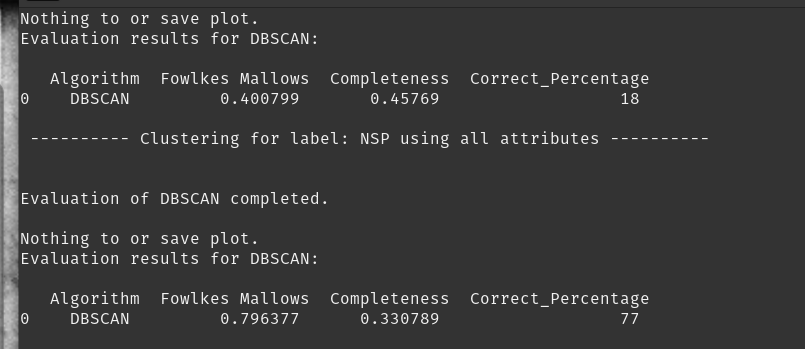 Nothing to or save plot.
Evaluation results for DBSCAN:
Algorithm Fowlkes Mallows Completeness Correct_Percentage
0 DBSCAN 0.400799 0.45769 18
---------- Clustering for label: NSP using all attributes ----------
Evaluation of DBSCAN completed.
Nothing to or save plot.
Evaluation results for DBSCAN:
Algorithm Fowlkes Mallows Completeness Correct_Percentage
0 DBSCAN 0.796377 0.330789 77